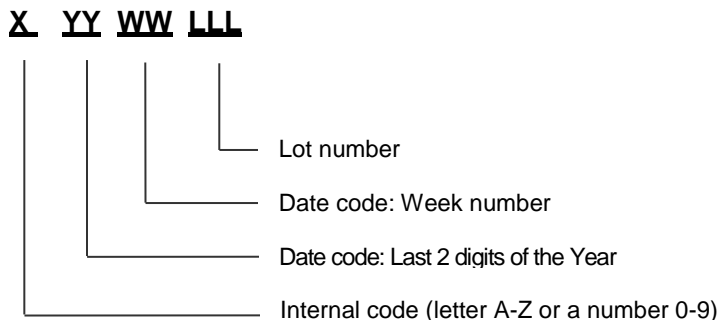 X YY WW LLL
Lot number
Date code: Week number
Date code: Last 2 digits of the Year
Internal code (letter A-Z or a number 0-9)